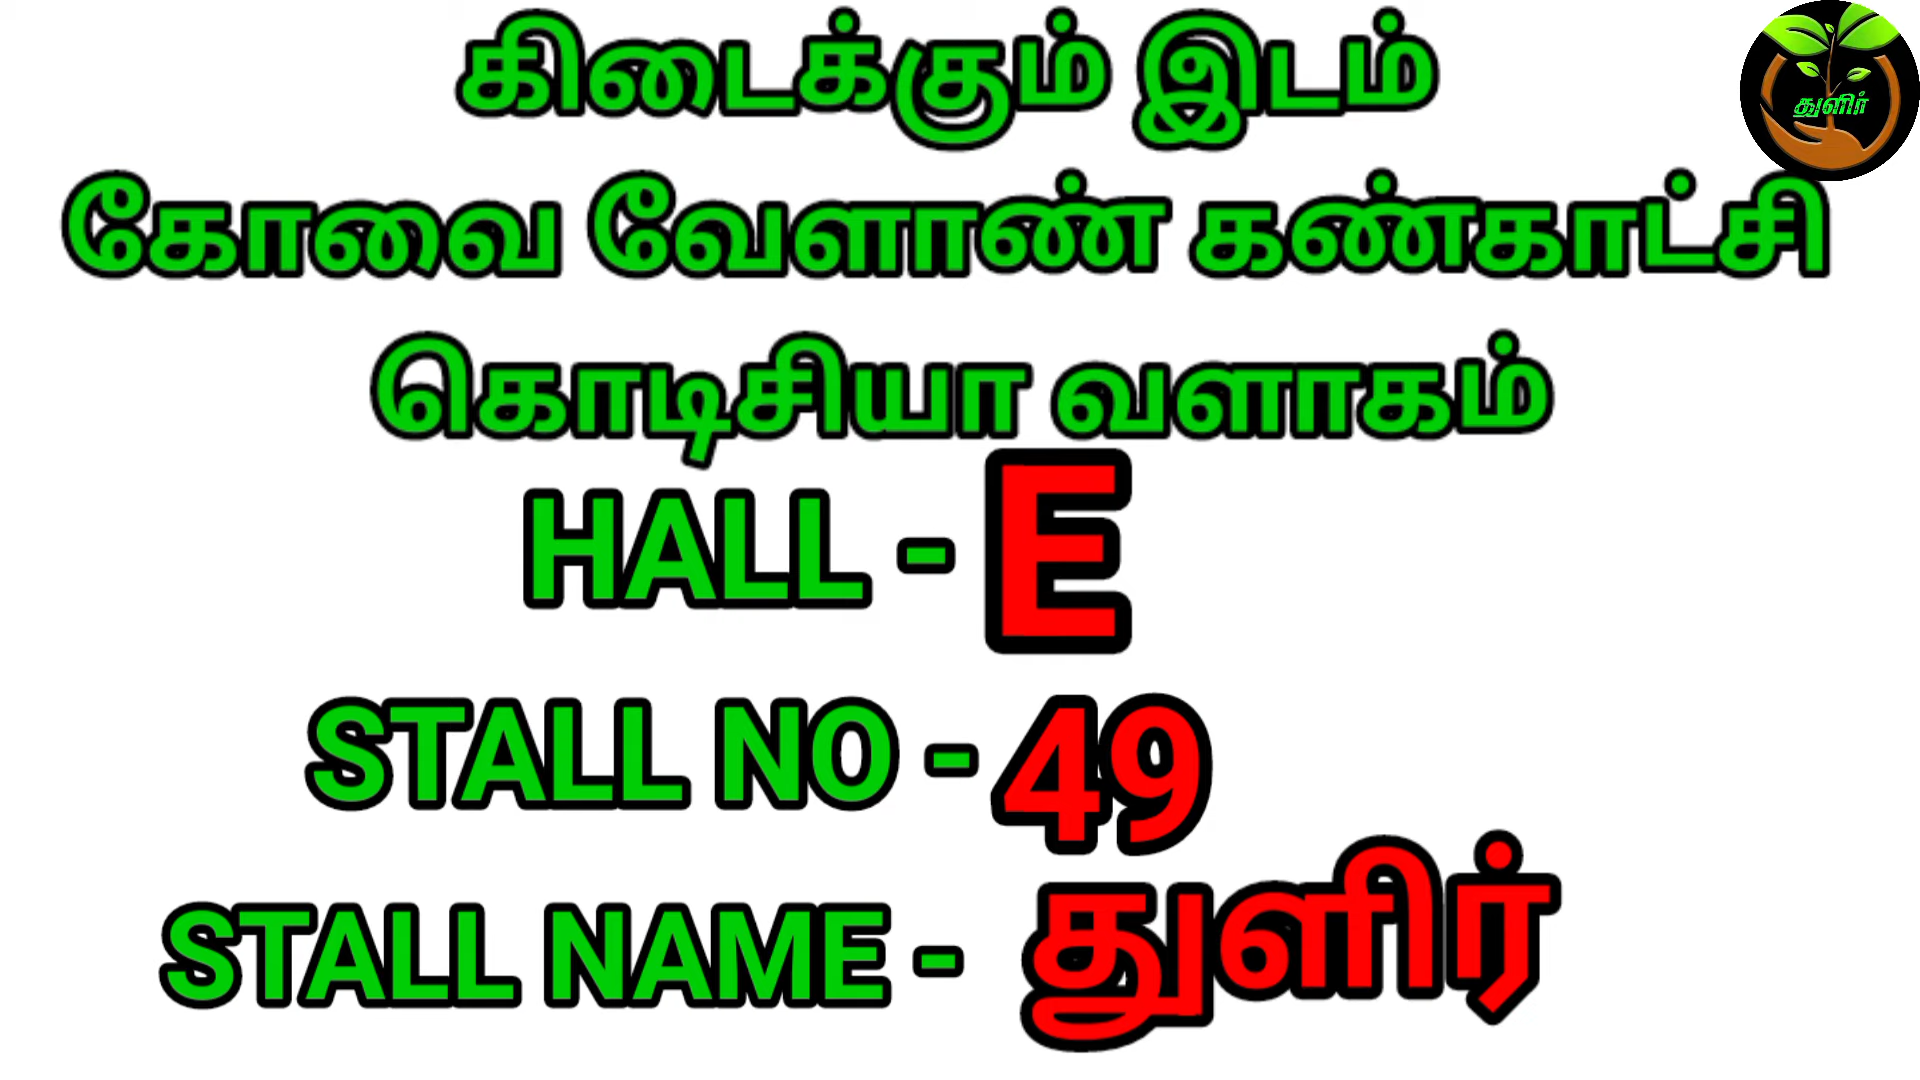 கிடைக்கும் இடம்
துளிர்
கோவை வேளாண் கண்காட்சி
கொடிசியா வளாகம்
HALL - E
STALL NO - 49
STALL NAME - துளிர்